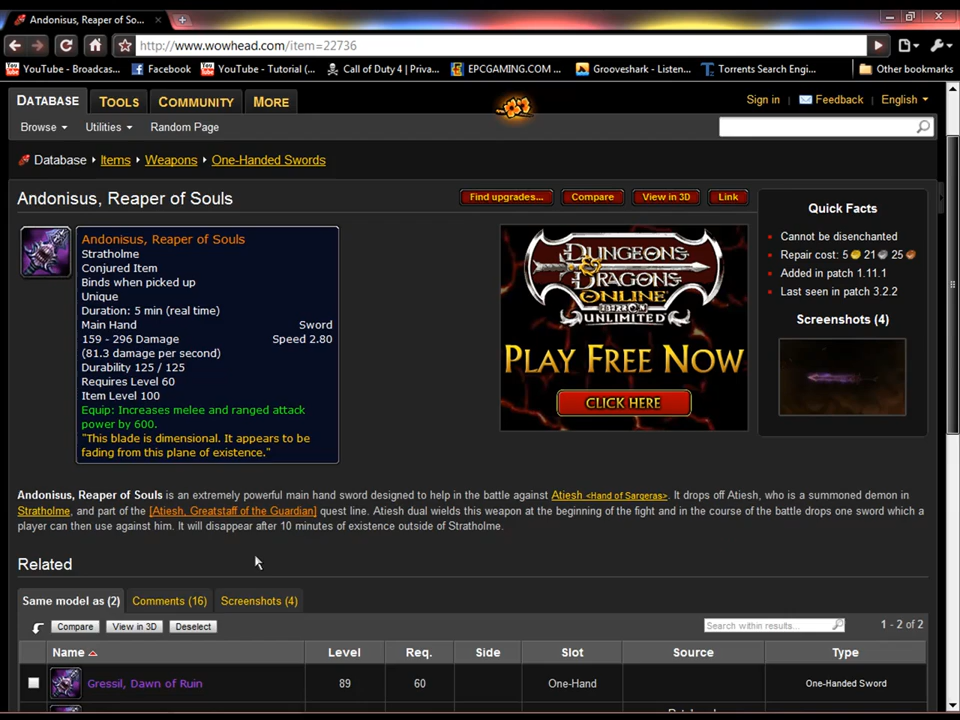 Andonisus, Reaper of So...
http://www.wowhead.com/item=22736
YouTube - Broadcas...
Facebook
YouTube - Tutorial (...
Call of Duty 4 | Priva...
EPCGAMING.COM ...
Grooveshark - Listen...
Torrents Search Engi...
Other bookmarks
DATABASE
TOOLS
COMMUNITY
MORE
Sign in | Feedback | English
Browse
Utilities
Random Page
Database
Items
Weapons
One-Handed Swords
Andonisus, Reaper of Souls
Find upgrades...
Compare
View in 3D
Link
Andonisus, Reaper of Souls
Stratholme
Conjured Item
Binds when picked up
Unique
Duration: 5 min (real time)
Main Hand Sword
159 - 296 Damage Speed 2.80
(81.3 damage per second)
Durability 125 / 125
Requires Level 60
Item Level 100
Equip: Increases melee and ranged attack
power by 600.
"This blade is dimensional. It appears to be
fading from this plane of existence."
DUNGEONS
DRAGONS
ONLINE
UNLIMITED
PLAY FREE NOW
CLICK HERE
Quick Facts
Cannot be disenchanted
Repair cost: 5 21 25
Added in patch 1.11.1
Last seen in patch 3.2.2
Screenshots (4)
Andonisus, Reaper of Souls is an extremely powerful main hand sword designed to help in the battle against Atiesh <Hand of Sargeras>. It drops off Atiesh, who is a summoned demon in
Stratholme, and part of the [Atiesh, Greatstaff of the Guardian] quest line. Atiesh dual wields this weapon at the beginning of the fight and in the course of the battle drops one sword which a
player can then use against him. It will disappear after 10 minutes of existence outside of Stratholme.
Related
Same model as (2)
Comments (16)
Screenshots (4)
Compare
View in 3D
Deselect
Search within results...
1 - 2 of 2
Name Level Req. Side Slot Source Type
Gressil, Dawn of Ruin 89 60 One-Hand One-Handed Sword